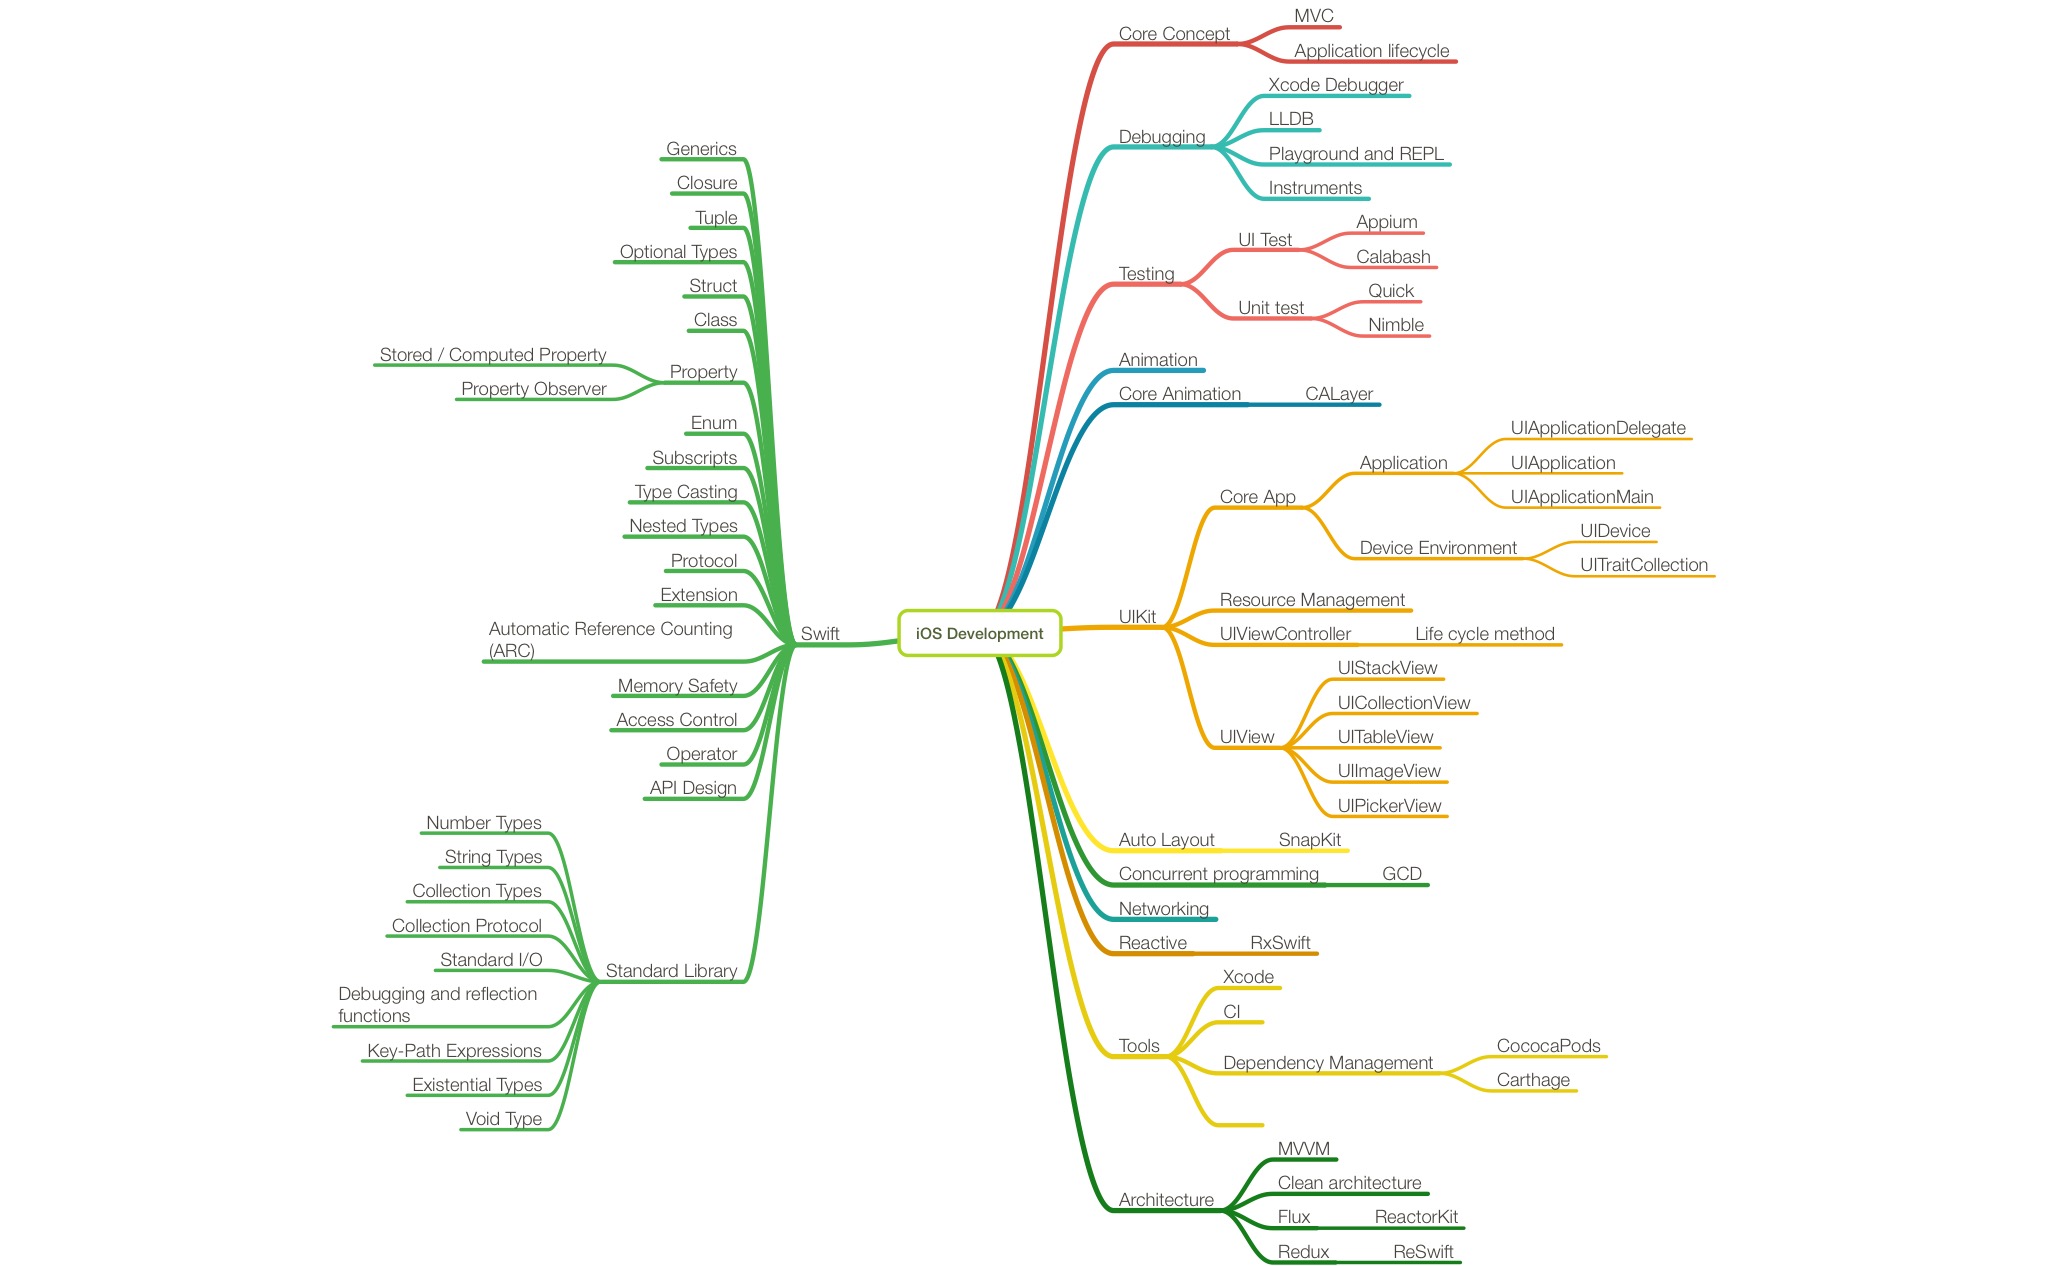 iOS Development
Core Concept
MVC
Application lifecycle
Debugging
Xcode Debugger
LLDB
Playground and REPL
Instruments
Testing
UI Test
Appium
Calabash
Unit test
Quick
Nimble
Animation
Core Animation
CALayer
UIKit
Core App
Application
UIApplicationDelegate
UIApplication
UIApplicationMain
Device Environment
UIDevice
UITraitCollection
Resource Management
UIViewController
Life cycle method
UIView
UIStackView
UICollectionView
UITableView
UIImageView
UIPickerView
Auto Layout
SnapKit
Concurrent programming
GCD
Networking
Reactive
RxSwift
Tools
Xcode
CI
Dependency Management
CococaPods
Carthage
Architecture
MVVM
Clean architecture
Flux
ReactorKit
Redux
ReSwift
Swift
Generics
Closure
Tuple
Optional Types
Struct
Class
Property
Stored / Computed Property
Property Observer
Enum
Subscripts
Type Casting
Nested Types
Protocol
Extension
Automatic Reference Counting
(ARC)
Memory Safety
Access Control
Operator
API Design
Standard Library
Number Types
String Types
Collection Types
Collection Protocol
Standard I/O
Debugging and reflection
functions
Key-Path Expressions
Existential Types
Void Type